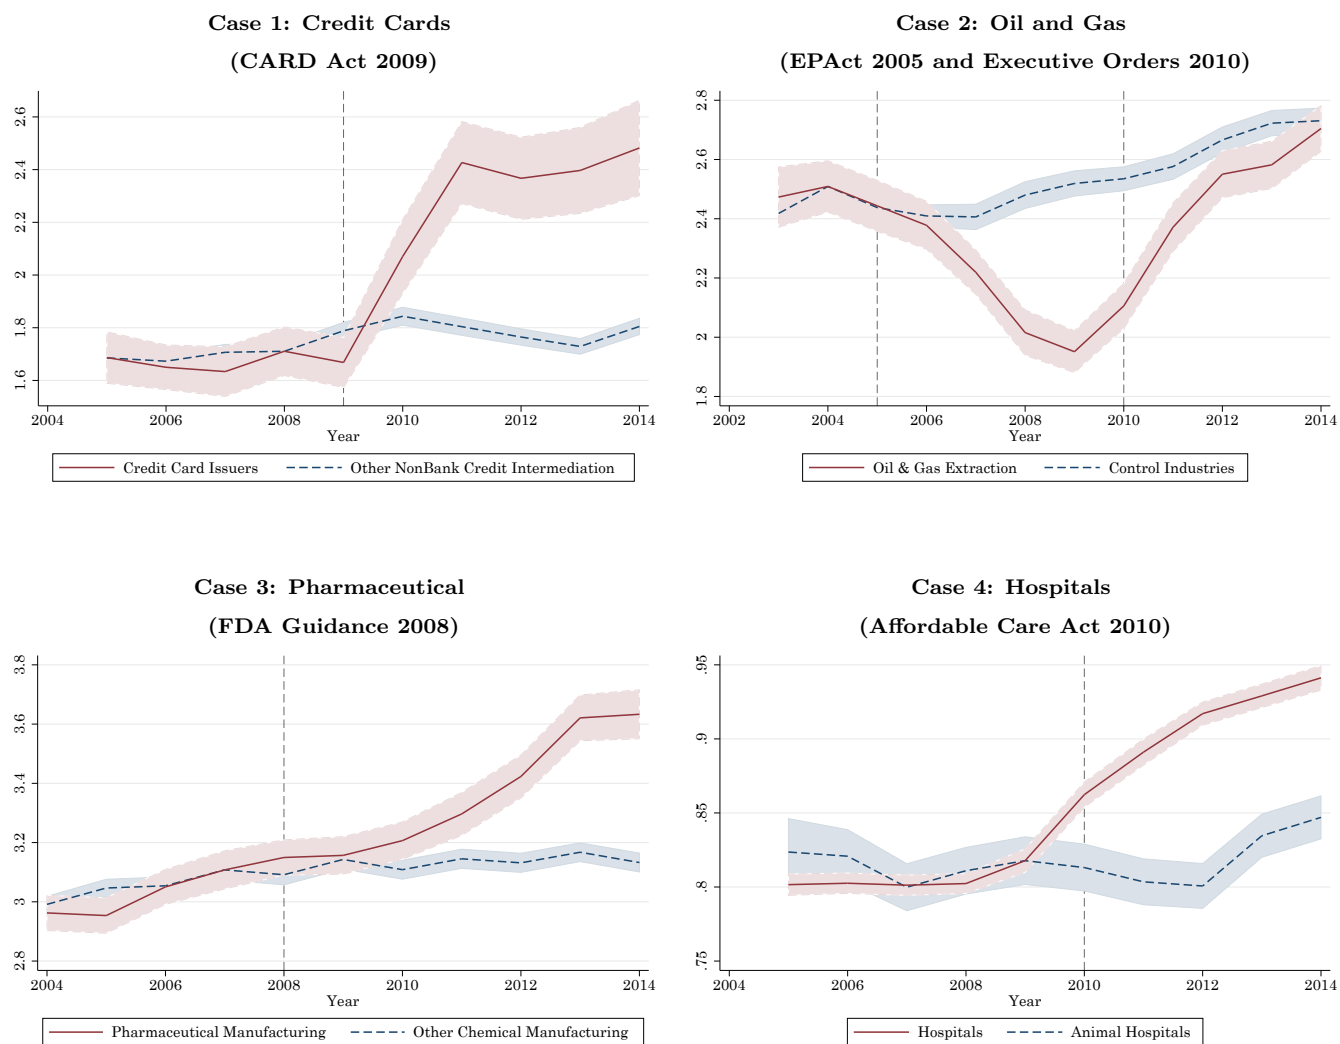 Case 1: Credit Cards
(CARD Act 2009)
2.6
2.4
2.2
2
1.8
1.6
2004 2006 2008 2010 2012 2014
Year
Credit Card Issuers Other NonBank Credit Intermediation
Case 2: Oil and Gas
(EPAct 2005 and Executive Orders 2010)
2.8
2.6
2.4
2.2
2
1.8
2002 2004 2006 2008 2010 2012 2014
Year
Oil & Gas Extraction Control Industries
Case 3: Pharmaceutical
(FDA Guidance 2008)
3.8
3.6
3.4
3.2
3
2.8
2004 2006 2008 2010 2012 2014
Year
Pharmaceutical Manufacturing Other Chemical Manufacturing
Case 4: Hospitals
(Affordable Care Act 2010)
.95
.9
.85
.8
.75
2004 2006 2008 2010 2012 2014
Year
Hospitals Animal Hospitals